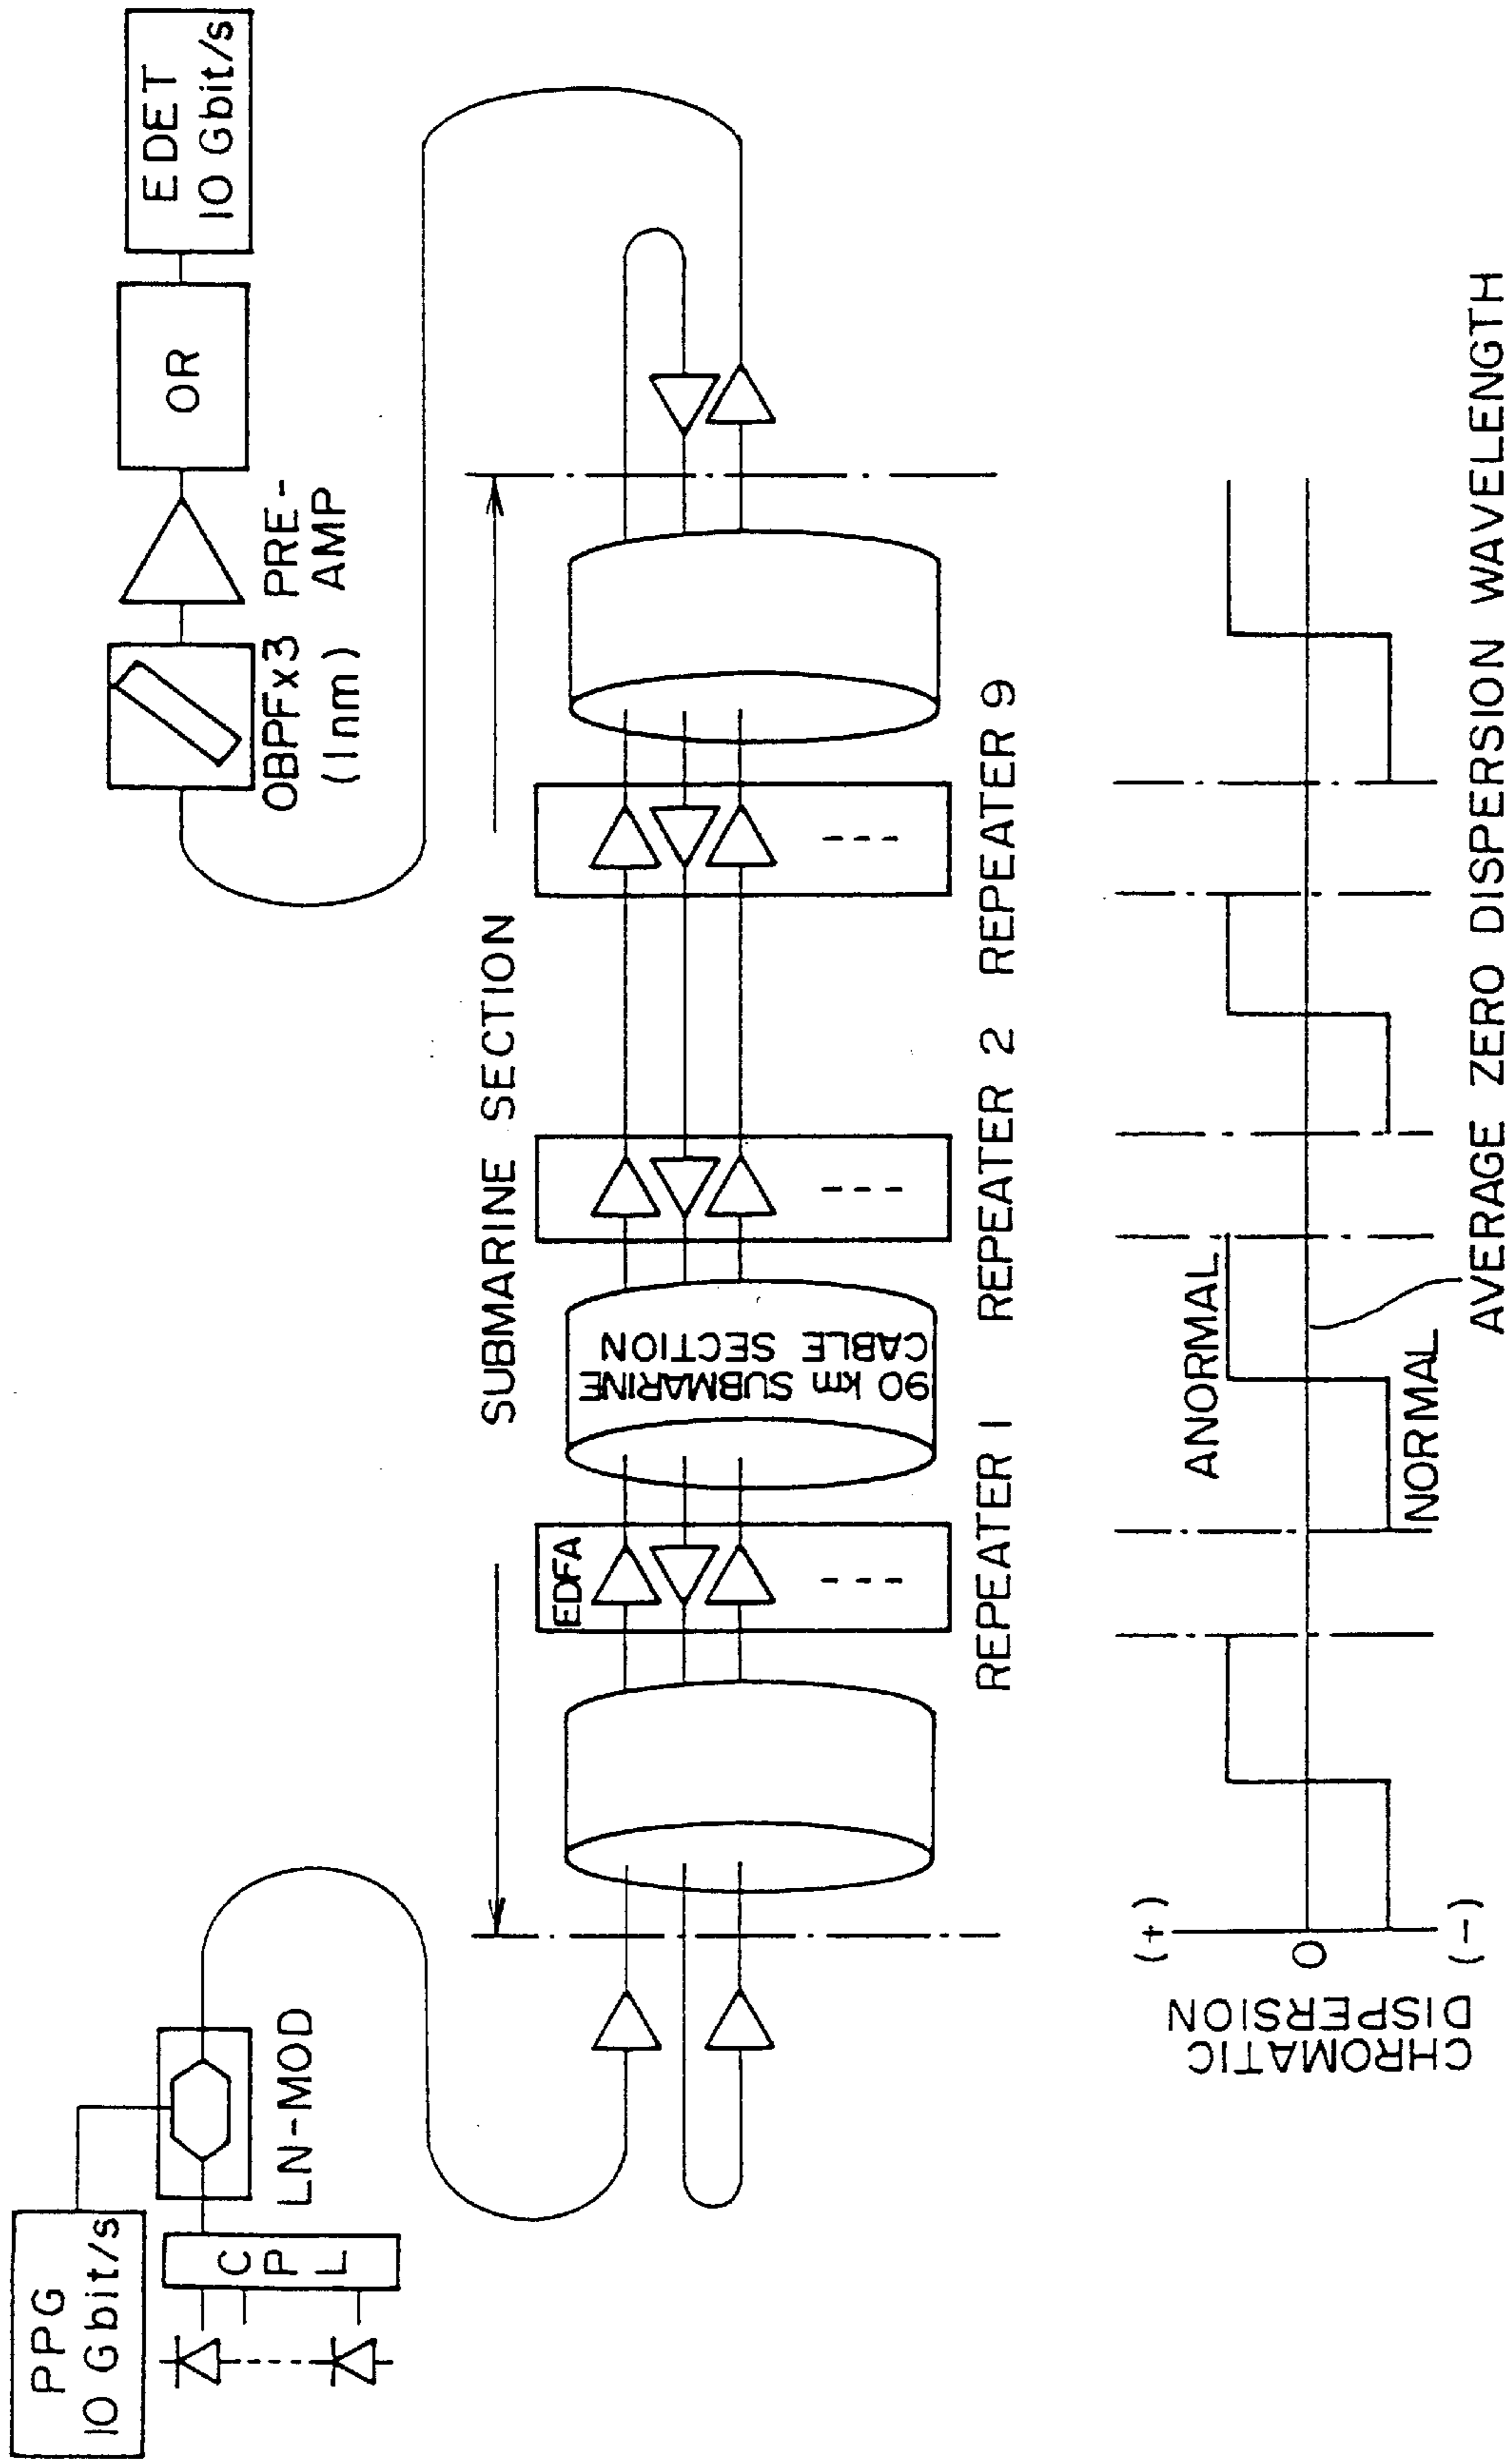 PPG
10 Gbit/s
CPL
LN-MOD
OBPFx3
(1nm)
PRE-
AMP
OR
EDET
10 Gbit/s
SUBMARINE SECTION
EDFA
90 km SUBMARINE
CABLE SECTION
REPEATER 1
REPEATER 2
REPEATER 9
CHROMATIC
DISPERSION
(+)
0
(-)
ANORMAL
NORMAL
AVERAGE ZERO DISPERSION WAVELENGTH